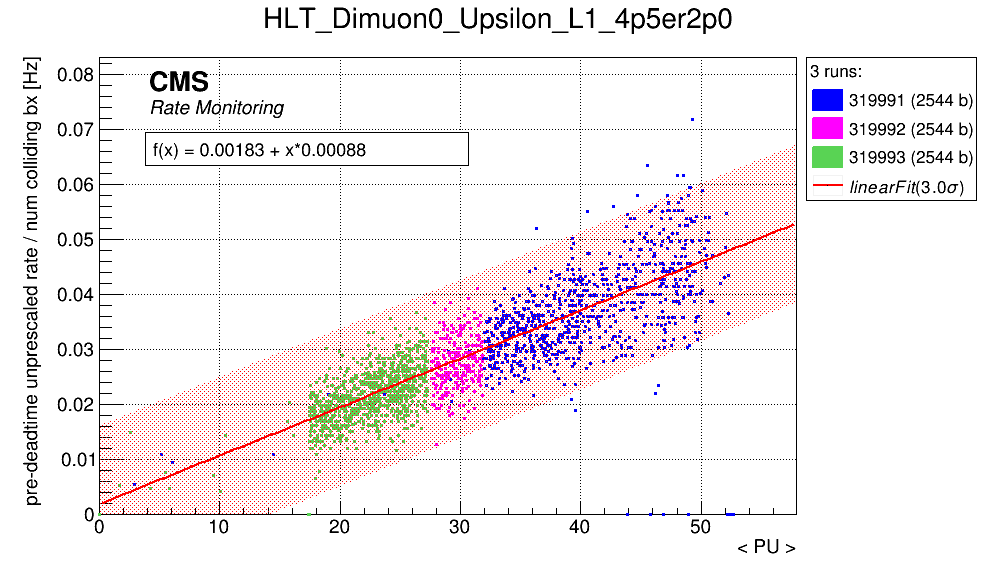 HLT_Dimuon0_Upsilon_L1_4p5er2p0
pre-deadtime unprescaled rate / num colliding bx [Hz]
CMS
Rate Monitoring
f(x) = 0.00183 + x*0.00088
3 runs:
319991 (2544 b)
319992 (2544 b)
319993 (2544 b)
linearFit(3.0σ)
0.08
0.07
0.06
0.05
0.04
0.03
0.02
0.01
0
0 10 20 30 40 50
< PU >